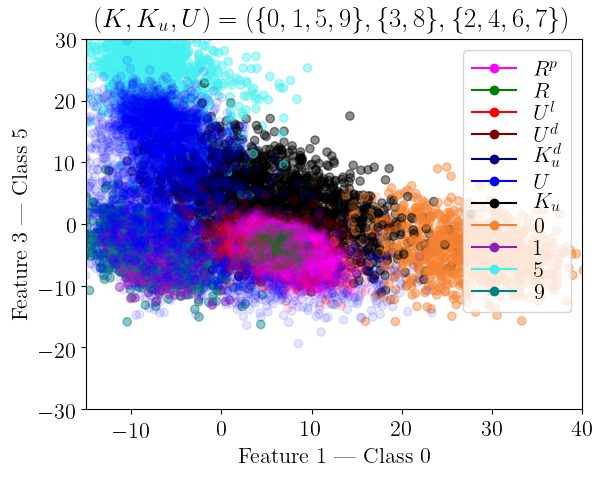 (K, K_u, U) = ({0, 1, 5, 9}, {3, 8}, {2, 4, 6, 7})
30
20
10
0
−10
−20
−30
Feature 3 — Class 5
R^p
R
U^l
U^d
K_u^d
U
K_u
0
1
5
9
−10
0
10
20
30
40
Feature 1 — Class 0